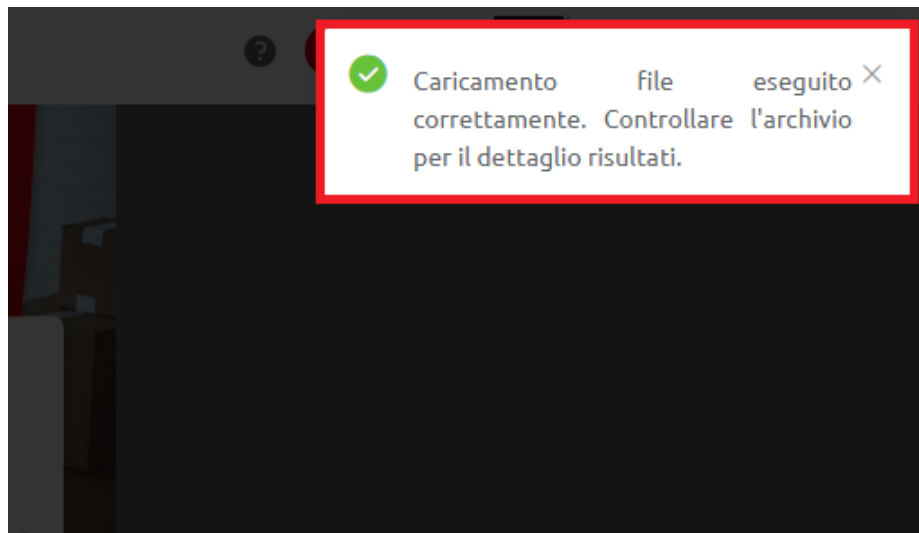 Caricamento file eseguito
correttamente. Controllare l'archivio
per il dettaglio risultati.